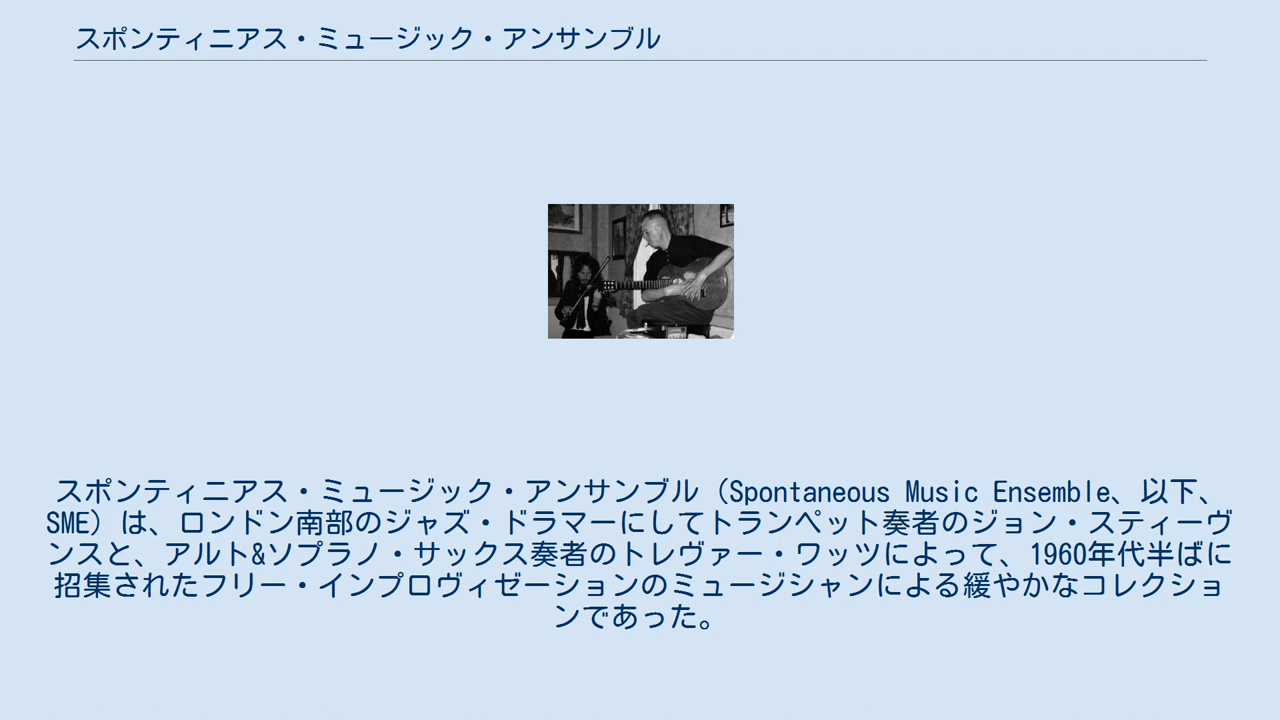 スポンティニアス・ミュージック・アンサンブル
スポンティニアス・ミュージック・アンサンブル（Spontaneous Music Ensemble、以下、
SME）は、ロンドン南部のジャズ・ドラマーにしてトランペット奏者のジョン・スティーヴ
ンスと、アルト&ソプラノ・サックス奏者のトレヴァー・ワッツによって、1960年代半ばに
招集されたフリー・インプロヴィゼーションのミュージシャンによる緩やかなコレクショ
ンであった。